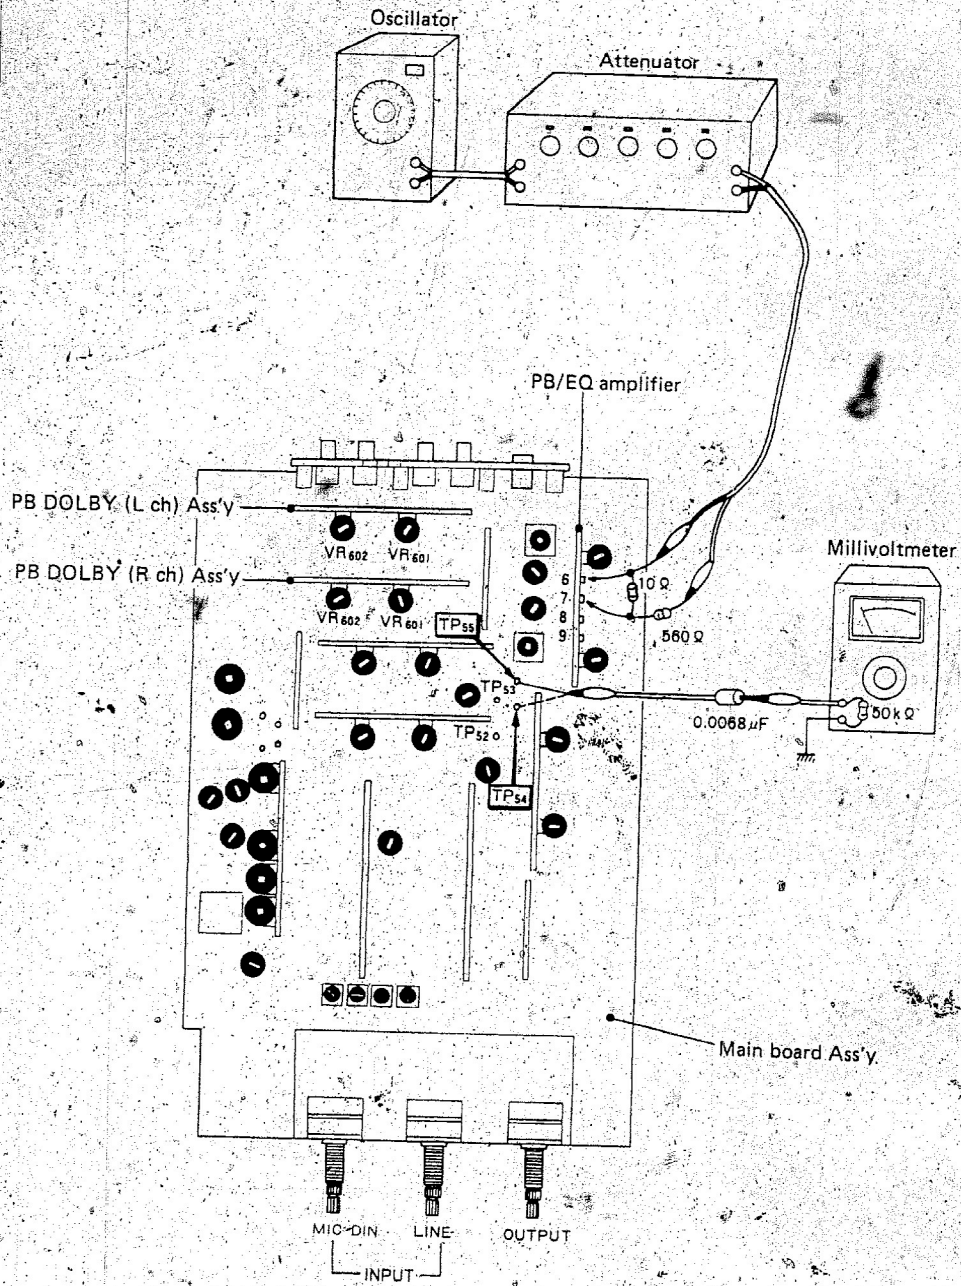 Oscillator
Attenuator
PB/EQ amplifier
PB DOLBY (L ch) Ass'y
VR602 VR601
Millivoltmeter
PB DOLBY (R ch) Ass'y
6
10 Ω
7
VR602 VR601
TP55
8
560 Ω
9
TP53
0.0068 μF
50k Ω
TP52
TP54
Main board Ass'y
MIC-DIN LINE OUTPUT
INPUT